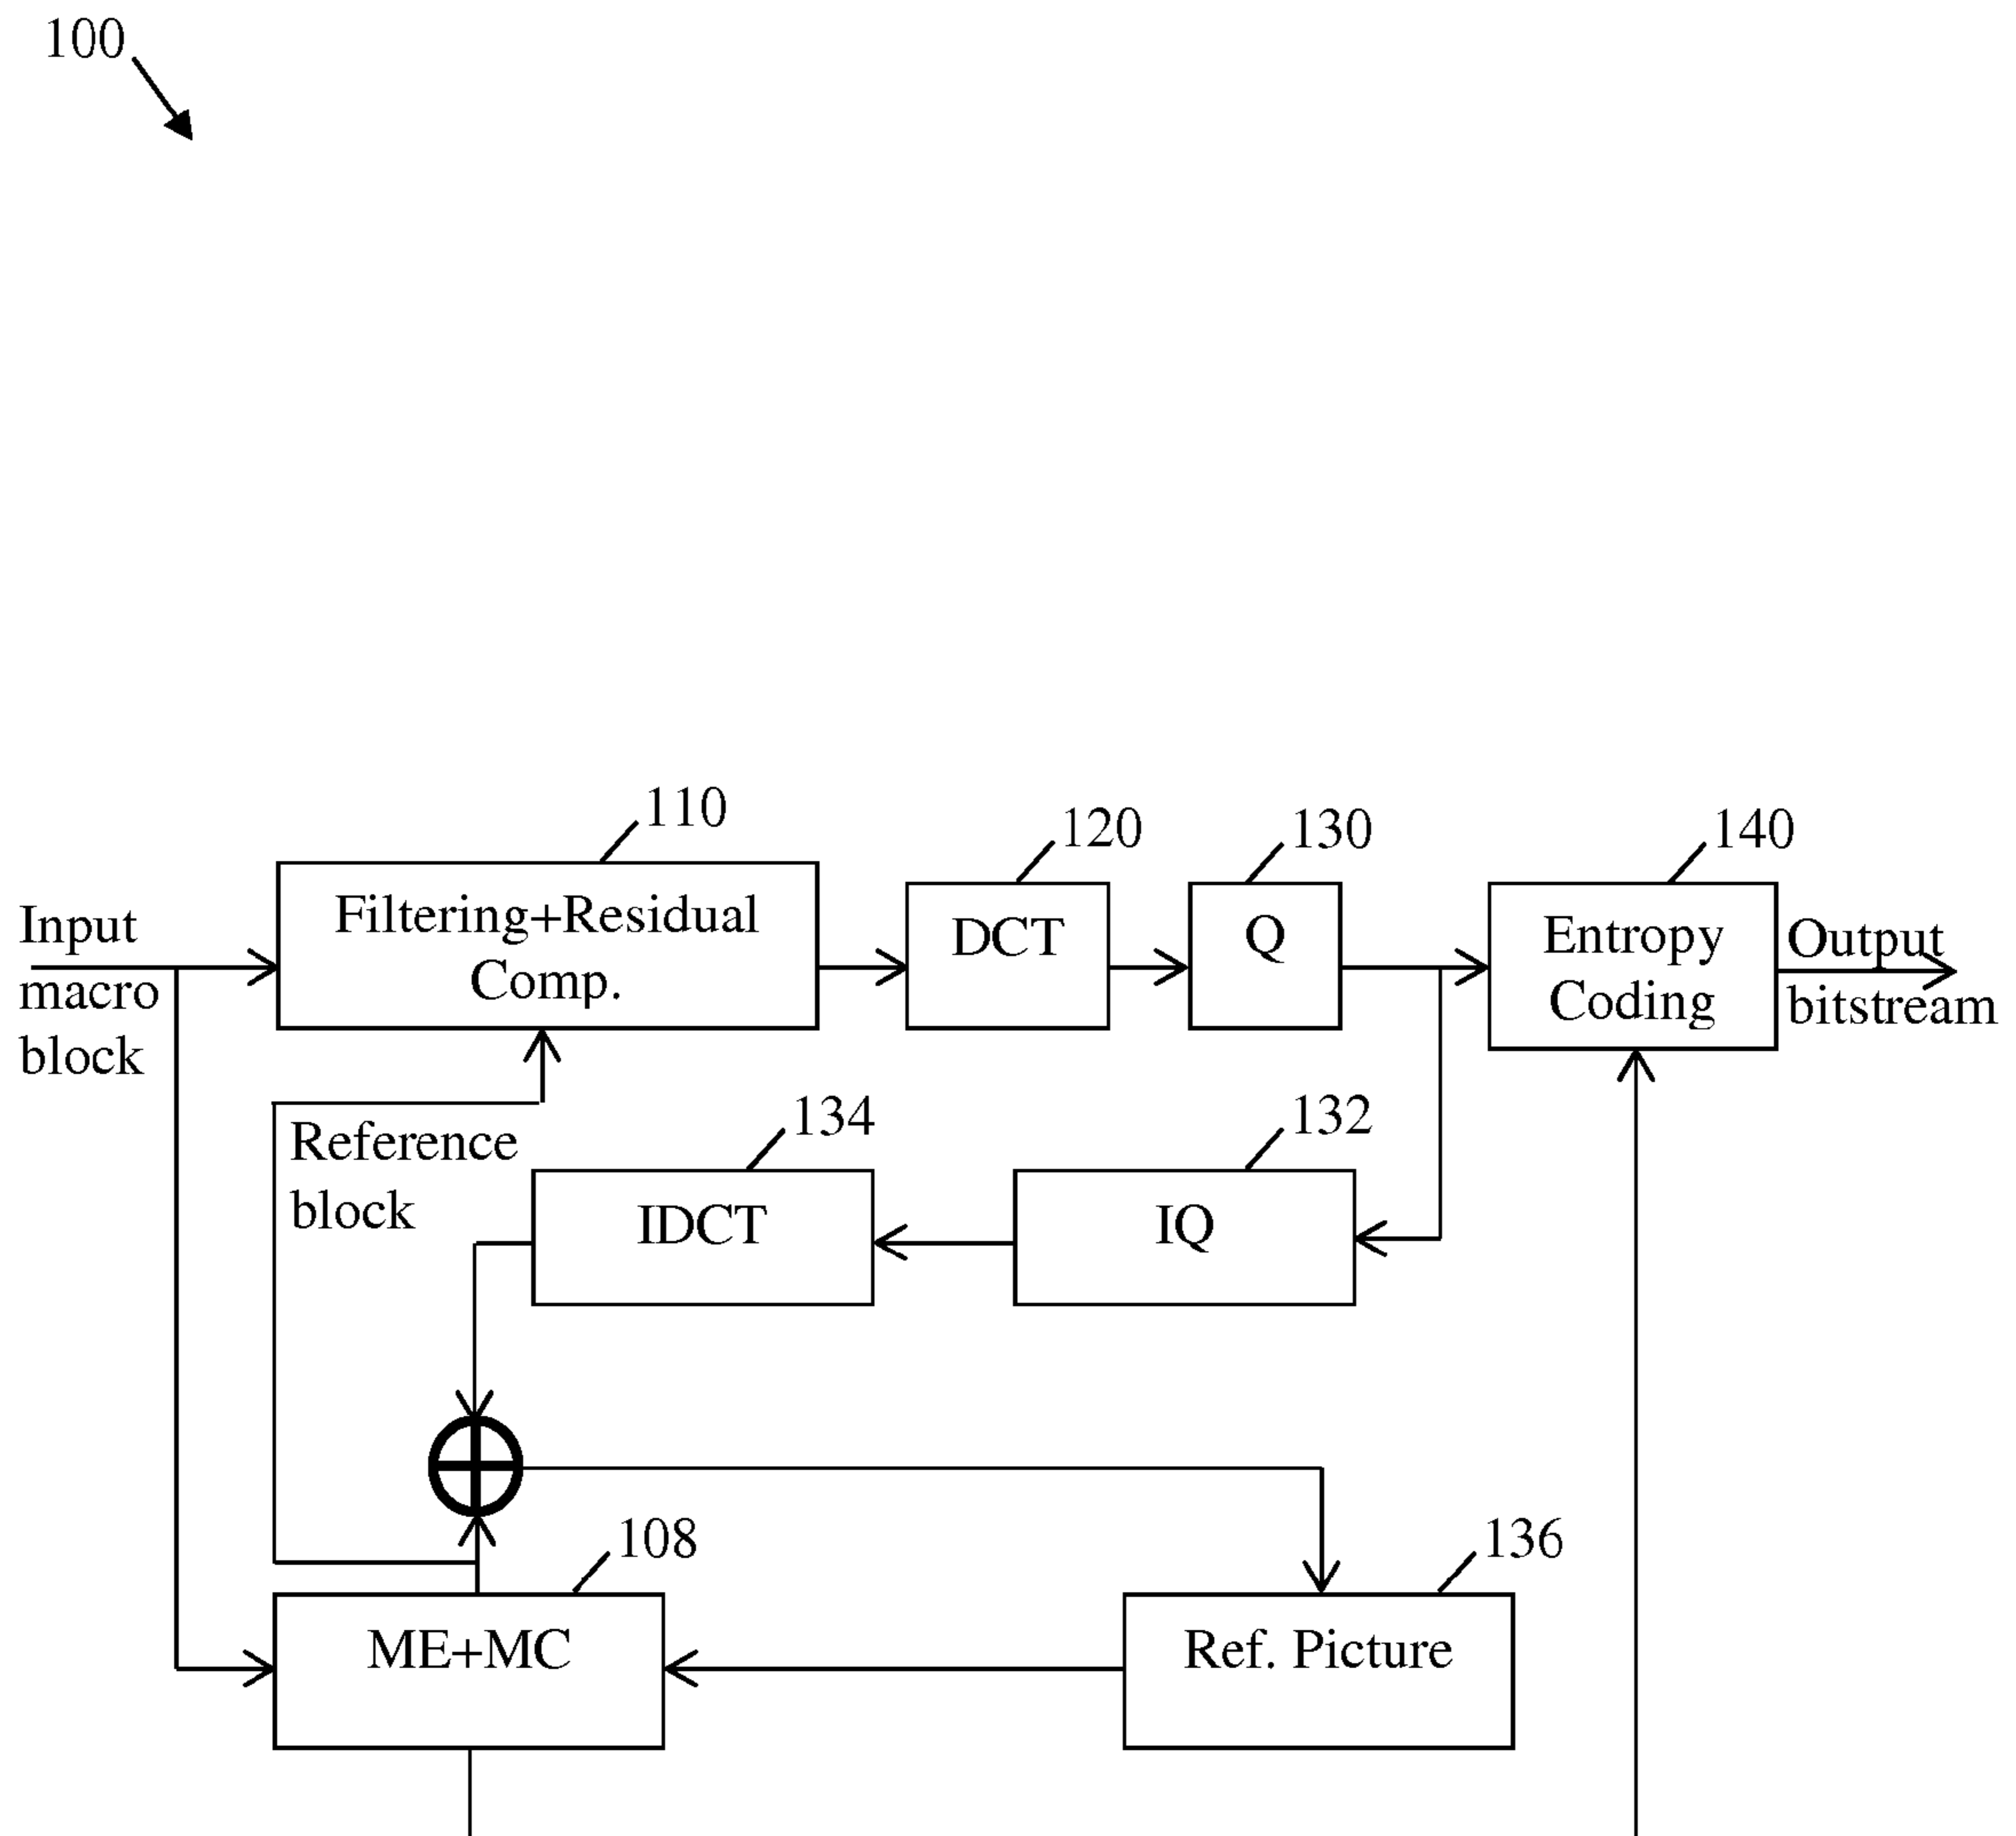 100
110
120
130
140
Input
macro
block
Filtering+Residual
Comp.
DCT
Q
Entropy
Coding
Output
bitstream
Reference
block
134
132
IDCT
IQ
108
136
ME+MC
Ref. Picture